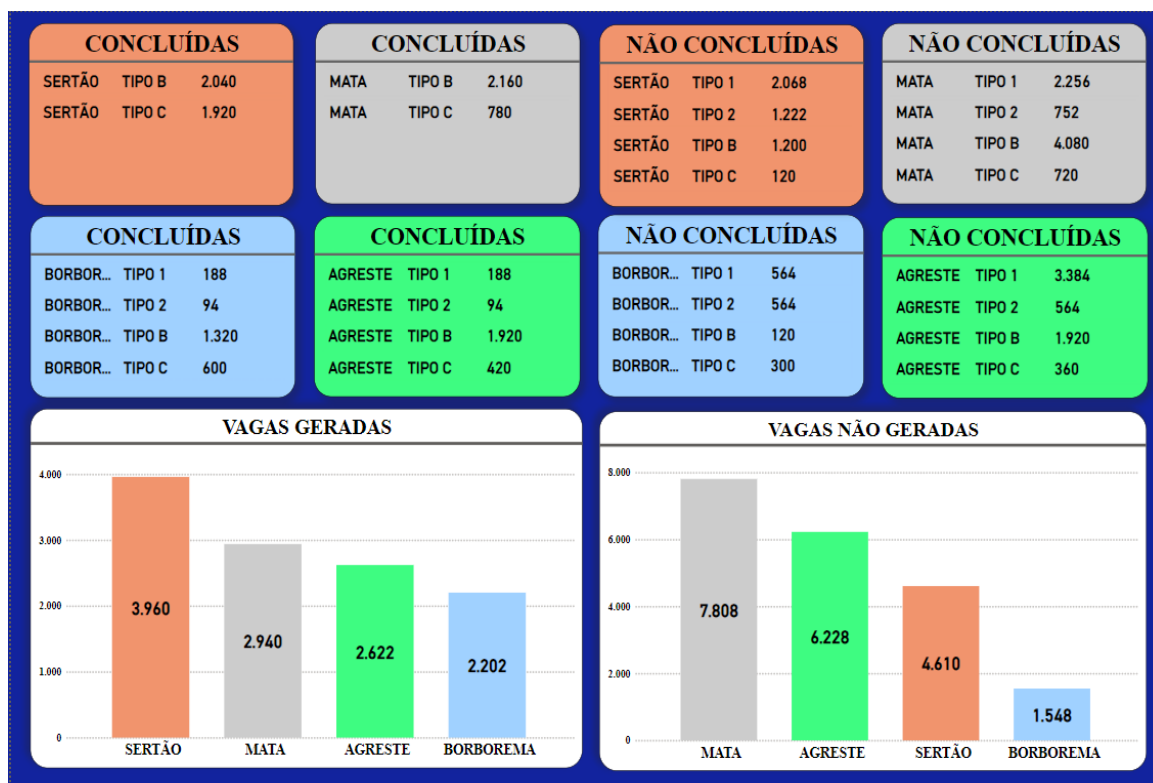 CONCLUÍDAS
SERTÃO TIPO B 2.040
SERTÃO TIPO C 1.920
CONCLUÍDAS
MATA TIPO B 2.160
MATA TIPO C 780
NÃO CONCLUÍDAS
SERTÃO TIPO 1 2.068
SERTÃO TIPO 2 1.222
SERTÃO TIPO B 1.200
SERTÃO TIPO C 120
NÃO CONCLUÍDAS
MATA TIPO 1 2.256
MATA TIPO 2 752
MATA TIPO B 4.080
MATA TIPO C 720
CONCLUÍDAS
BORBOR... TIPO 1 188
BORBOR... TIPO 2 94
BORBOR... TIPO B 1.320
BORBOR... TIPO C 600
CONCLUÍDAS
AGRESTE TIPO 1 188
AGRESTE TIPO 2 94
AGRESTE TIPO B 1.920
AGRESTE TIPO C 420
NÃO CONCLUÍDAS
BORBOR... TIPO 1 564
BORBOR... TIPO 2 564
BORBOR... TIPO B 120
BORBOR... TIPO C 300
NÃO CONCLUÍDAS
AGRESTE TIPO 1 3.384
AGRESTE TIPO 2 564
AGRESTE TIPO B 1.920
AGRESTE TIPO C 360
VAGAS GERADAS
4.000
3.000
2.000
1.000
0
3.960
2.940
2.622
2.202
SERTÃO MATA AGRESTE BORBOREMA
VAGAS NÃO GERADAS
8.000
6.000
4.000
2.000
0
7.808
6.228
4.610
1.548
MATA AGRESTE SERTÃO BORBOREMA